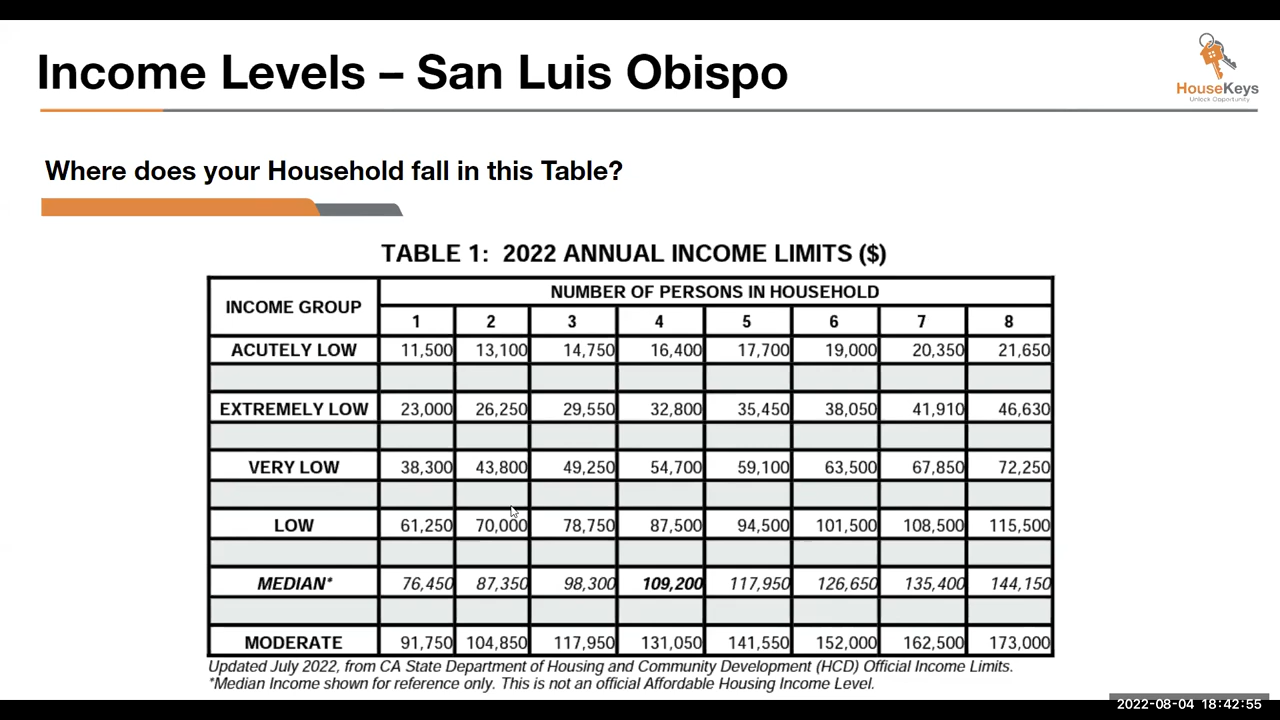 Income Levels – San Luis Obispo
HouseKeys
Unlock Opportunity
Where does your Household fall in this Table?
TABLE 1: 2022 ANNUAL INCOME LIMITS ($)
INCOME GROUP
NUMBER OF PERSONS IN HOUSEHOLD
1 2 3 4 5 6 7 8
ACUTELY LOW 11,500 13,100 14,750 16,400 17,700 19,000 20,350 21,650
EXTREMELY LOW 23,000 26,250 29,550 32,800 35,450 38,050 41,910 46,630
VERY LOW 38,300 43,800 49,250 54,700 59,100 63,500 67,850 72,250
LOW 61,250 70,000 78,750 87,500 94,500 101,500 108,500 115,500
MEDIAN* 76,450 87,350 98,300 109,200 117,950 126,650 135,400 144,150
MODERATE 91,750 104,850 117,950 131,050 141,550 152,000 162,500 173,000
Updated July 2022, from CA State Department of Housing and Community Development (HCD) Official Income Limits.
*Median Income shown for reference only. This is not an official Affordable Housing Income Level.
2022-08-04 18:42:55